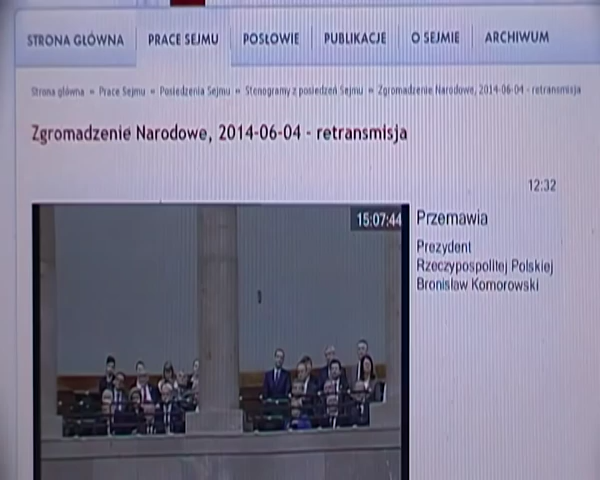 STRONA GŁÓWNA PRACE SEJMU POSŁOWIE PUBLIKACJE O SEJMIE ARCHIWUM
Strona główna » Prace Sejmu » Posiedzenia Sejmu » Stenogramy z posiedzeń Sejmu » Zgromadzenie Narodowe, 2014-06-04 - retransmisja
Zgromadzenie Narodowe, 2014-06-04 - retransmisja
12:32
15:07:44
Przemawia
Prezydent
Rzeczypospolitej Polskiej
Bronisław Komorowski